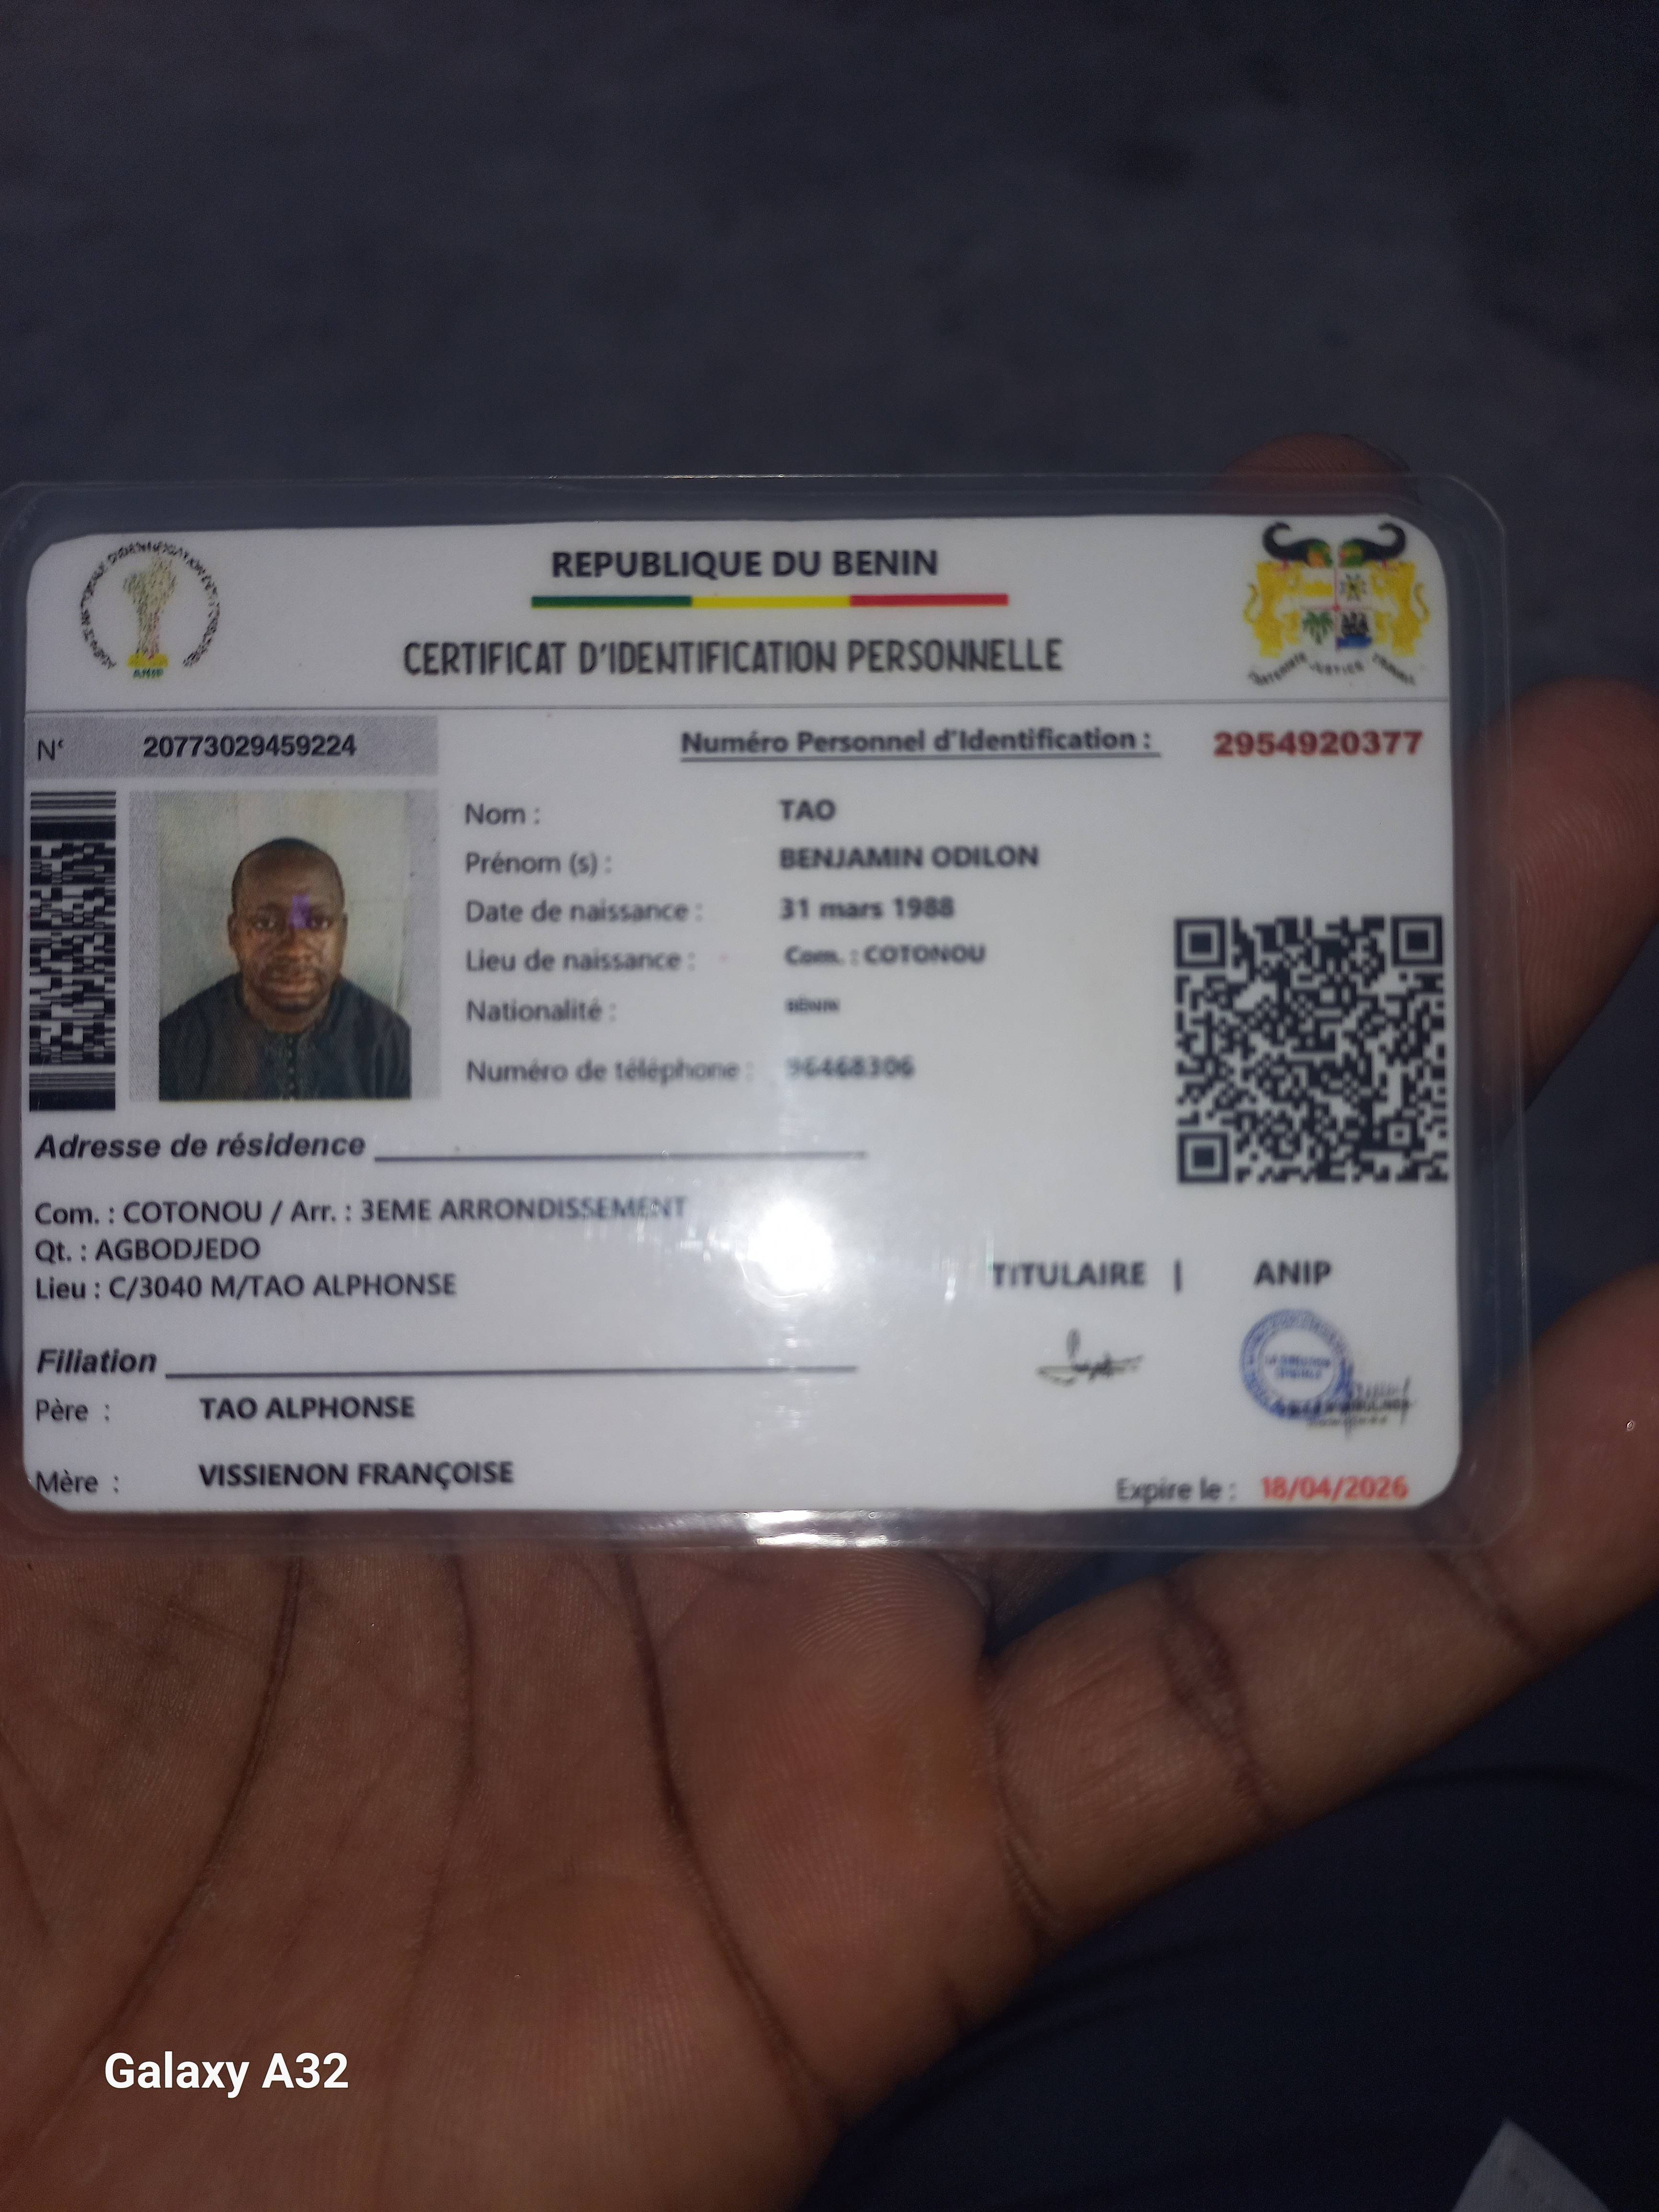 REPUBLIQUE DU BENIN
CERTIFICAT D'IDENTIFICATION PERSONNELLE
ANIP
N° 20773029459224
Numéro Personnel d'Identification : 2954920377
Nom : TAO
Prénom (s) : BENJAMIN ODILON
Date de naissance : 31 mars 1988
Lieu de naissance : Com. : COTONOU
Nationalité : BÉNIN
Numéro de téléphone : 96468306
Adresse de résidence
Com. : COTONOU / Arr. : 3EME ARRONDISSEMENT
Qt. : AGBODJEDO
Lieu : C/3040 M/TAO ALPHONSE
TITULAIRE | ANIP
Filiation
Père : TAO ALPHONSE
Mère : VISSIENON FRANÇOISE
Expire le : 18/04/2026
Galaxy A32